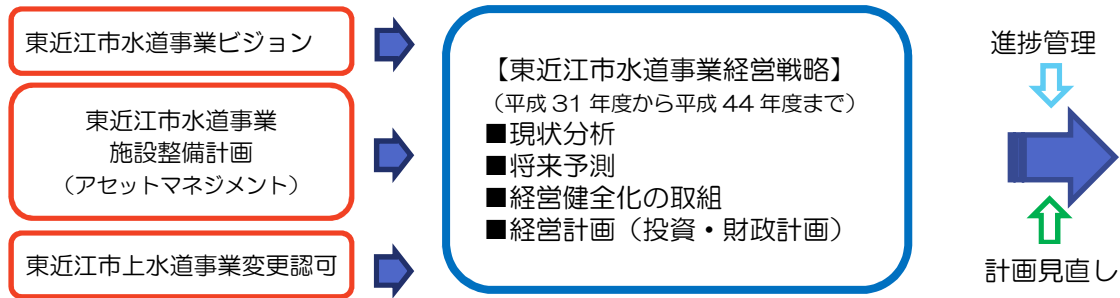 東近江市水道事業ビジョン
東近江市水道事業
施設整備計画
（アセットマネジメント）
東近江市上水道事業変更認可
【東近江市水道事業経営戦略】
（平成 31 年度から平成 44 年度まで）
■現状分析
■将来予測
■経営健全化の取組
■経営計画（投資・財政計画）
進捗管理
計画見直し